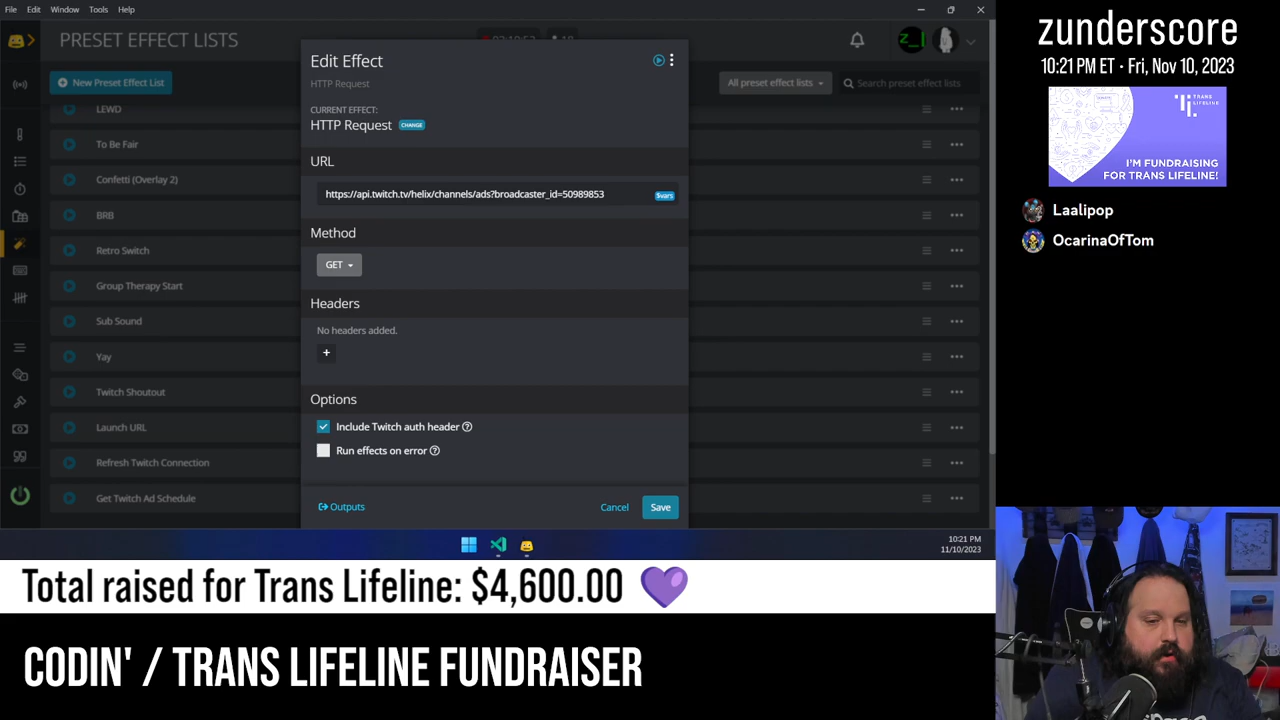 File Edit Window Tools Help
PRESET EFFECT LISTS
New Preset Effect List
All preset effect lists
Search preset effect lists
LEWD
To Be Fair
Confetti (Overlay 2)
BRB
Retro Switch
Group Therapy Start
Sub Sound
Yay
Twitch Shoutout
Launch URL
Refresh Twitch Connection
Get Twitch Ad Schedule
Edit Effect
HTTP Request
CURRENT EFFECT:
HTTP Request CHANGE
URL
https://api.twitch.tv/helix/channels/ads?broadcaster_id=50989853 $vars
Method
GET
Headers
No headers added.
+
Options
Include Twitch auth header
Run effects on error
Outputs Cancel Save
10:21 PM
11/10/2023
zunderscore
10:21 PM ET · Fri, Nov 10, 2023
TRANS
LIFELINE
I'M FUNDRAISING
FOR TRANS LIFELINE!
Laalipop
OcarinaOfTom
Total raised for Trans Lifeline: $4,600.00 💜
CODIN' / TRANS LIFELINE FUNDRAISER